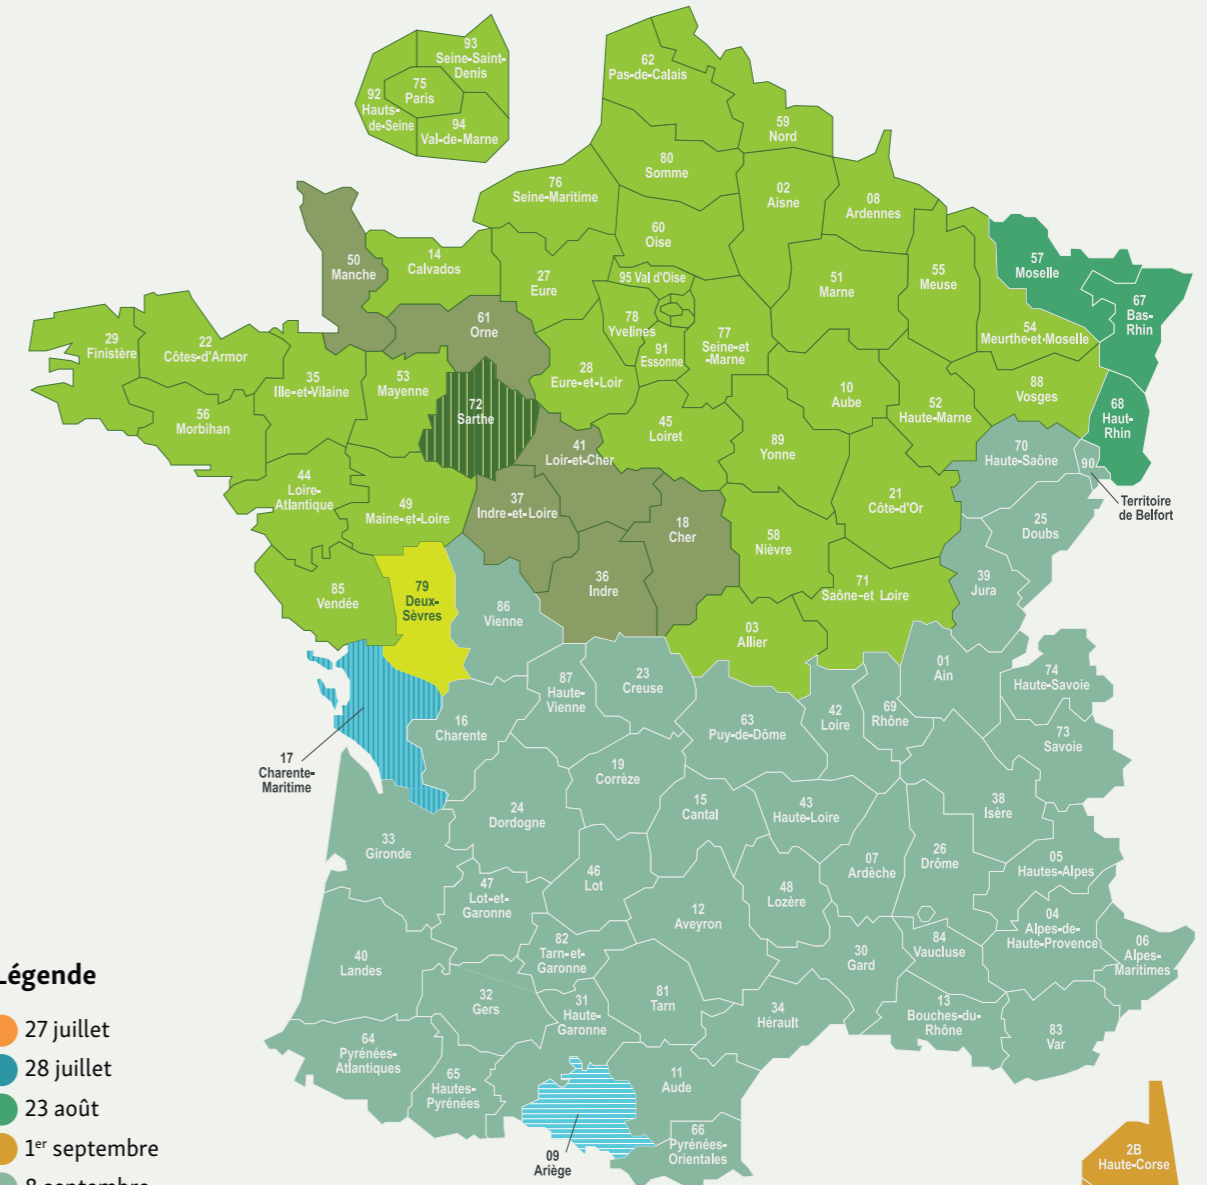 93
Seine-Saint-
Denis
75
Paris
92
Hauts-
de-Seine
94
Val-de-Marne
62
Pas-de-Calais
59
Nord
80
Somme
76
Seine-Maritime
02
Aisne
08
Ardennes
60
Oise
50
Manche
14
Calvados
27
Eure
95 Val d'Oise
51
Marne
55
Meuse
57
Moselle
67
Bas-
Rhin
61
Orne
78
Yvelines
91
Essonne
77
Seine-et
-Marne
54
Meurthe-et-Moselle
29
Finistère
22
Côtes-d'Armor
35
Ille-et-Vilaine
53
Mayenne
28
Eure-et-Loir
10
Aube
52
Haute-Marne
88
Vosges
68
Haut-
Rhin
56
Morbihan
72
Sarthe
41
Loir-et-Cher
45
Loiret
89
Yonne
70
Haute-Saône
90
Territoire
de Belfort
44
Loire-
Atlantique
49
Maine-et-Loire
37
Indre-et-Loire
18
Cher
58
Nièvre
21
Côte-d'Or
25
Doubs
85
Vendée
79
Deux-
Sèvres
86
Vienne
36
Indre
71
Saône-et Loire
39
Jura
03
Allier
01
Ain
74
Haute-Savoie
87
Haute-
Vienne
23
Creuse
63
Puy-de-Dôme
42
Loire
69
Rhône
73
Savoie
17
Charente-
Maritime
16
Charente
19
Corrèze
15
Cantal
43
Haute-Loire
38
Isère
24
Dordogne
33
Gironde
07
Ardèche
26
Drôme
05
Hautes-Alpes
47
Lot-et-
Garonne
46
Lot
12
Aveyron
48
Lozère
04
Alpes-de-
Haute-Provence
06
Alpes-
Maritimes
40
Landes
82
Tarn-et-
Garonne
30
Gard
84
Vaucluse
32
Gers
31
Haute-
Garonne
81
Tarn
34
Hérault
13
Bouches-du-
Rhône
83
Var
64
Pyrénées-
Atlantiques
65
Hautes-
Pyrénées
09
Ariège
11
Aude
66
Pyrénées-
Orientales
2B
Haute-Corse
Légende
27 juillet
28 juillet
23 août
1er septembre
8 septembre